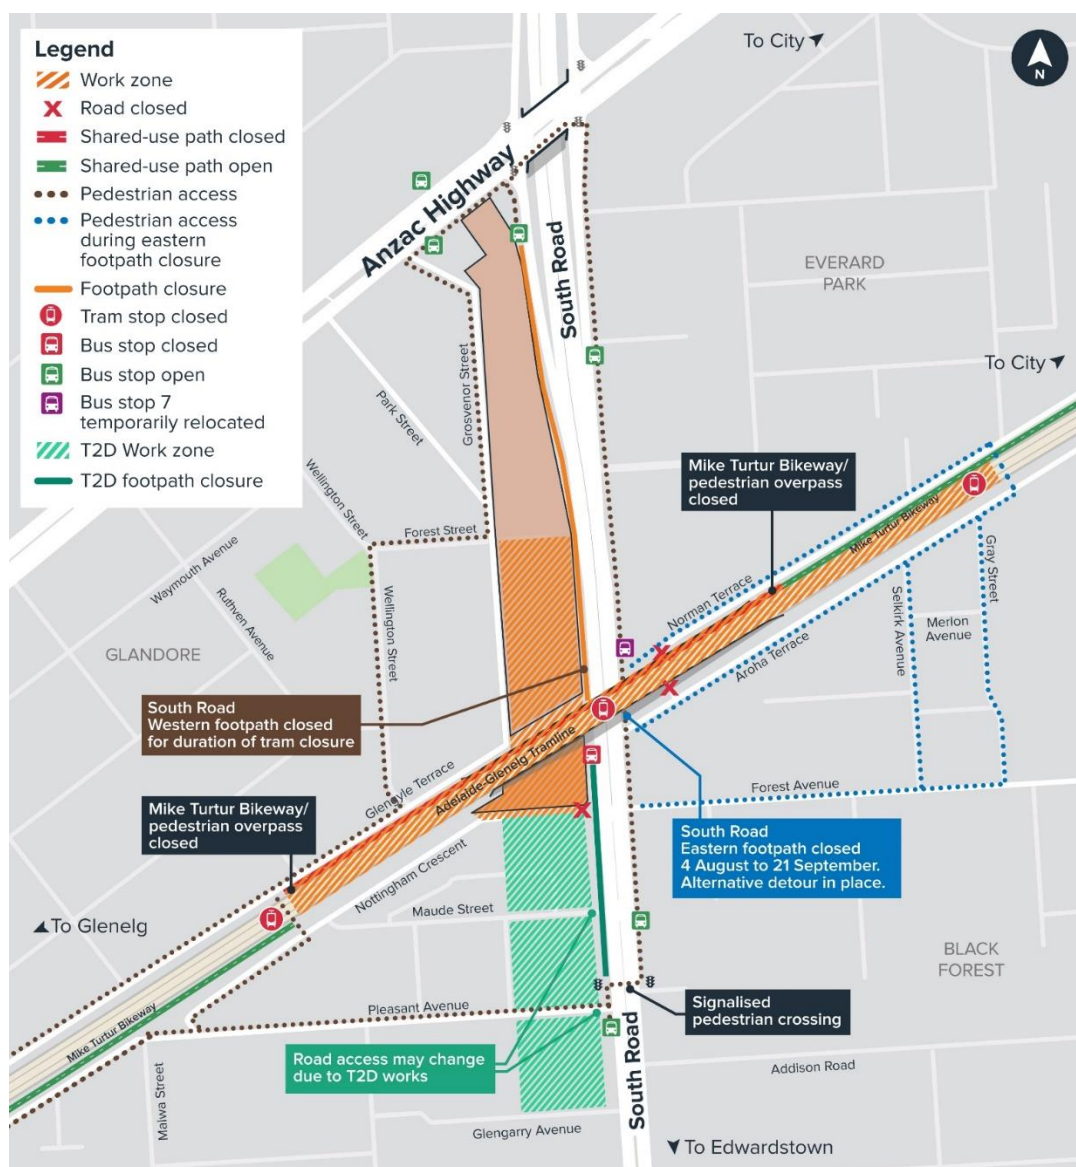 Legend
Work zone
Road closed
Shared-use path closed
Shared-use path open
Pedestrian access
Pedestrian access
during eastern
footpath closure
Footpath closure
Tram stop closed
Bus stop closed
Bus stop open
Bus stop 7
temporarily relocated
T2D Work zone
T2D footpath closure
To City
N
Anzac Highway
South Road
EVERARD
PARK
To City
Grosvenor Street
Park Street
Wellington Street
Forest Street
Waymouth Avenue
Ruthven Avenue
Wellington Street
GLANDORE
Mike Turtur Bikeway/
pedestrian overpass
closed
Mike Turtur Bikeway
Norman Terrace
Aroha Terrace
Selkirk Avenue
Gray Street
Merlon
Avenue
South Road
Western footpath closed
for duration of tram closure
Glengyle Terrace
Adelaide-Glenelg Tramline
Forest Avenue
Mike Turtur Bikeway/
pedestrian overpass
closed
South Road
Eastern footpath closed
4 August to 21 September.
Alternative detour in place.
Nottingham Crescent
Maude Street
To Glenelg
BLACK
FOREST
Mike Turtur Bikeway
Pleasant Avenue
Signalised
pedestrian crossing
Road access may change
due to T2D works
South Road
Addison Road
Malwa Street
Glengarry Avenue
To Edwardstown